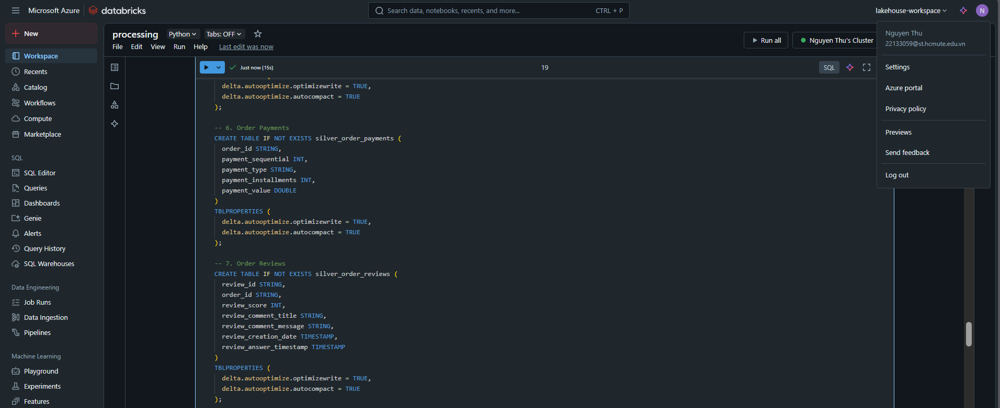 Microsoft Azure databricks
Search data, notebooks, recents, and more... CTRL + P
lakehouse-workspace N
New
Workspace
Recents
Catalog
Workflows
Compute
Marketplace
SQL
SQL Editor
Queries
Dashboards
Genie
Alerts
Query History
SQL Warehouses
Data Engineering
Job Runs
Data Ingestion
Pipelines
Machine Learning
Playground
Experiments
Features
processing Python Tabs: OFF
File Edit View Run Help Last edit was now
Run all Nguyen Thu's Cluster
Just now (15s) 19 SQL
delta.autooptimize.optimizewrite = TRUE,
delta.autooptimize.autocompact = TRUE
);
-- 6. Order Payments
CREATE TABLE IF NOT EXISTS silver_order_payments (
order_id STRING,
payment_sequential INT,
payment_type STRING,
payment_installments INT,
payment_value DOUBLE
)
TBLPROPERTIES (
delta.autooptimize.optimizewrite = TRUE,
delta.autooptimize.autocompact = TRUE
);
-- 7. Order Reviews
CREATE TABLE IF NOT EXISTS silver_order_reviews (
review_id STRING,
order_id STRING,
review_score INT,
review_comment_title STRING,
review_comment_message STRING,
review_creation_date TIMESTAMP,
review_answer_timestamp TIMESTAMP
)
TBLPROPERTIES (
delta.autooptimize.optimizewrite = TRUE,
delta.autooptimize.autocompact = TRUE
);
Nguyen Thu
22133059@st.hcmute.edu.vn
Settings
Azure portal
Privacy policy
Previews
Send feedback
Log out